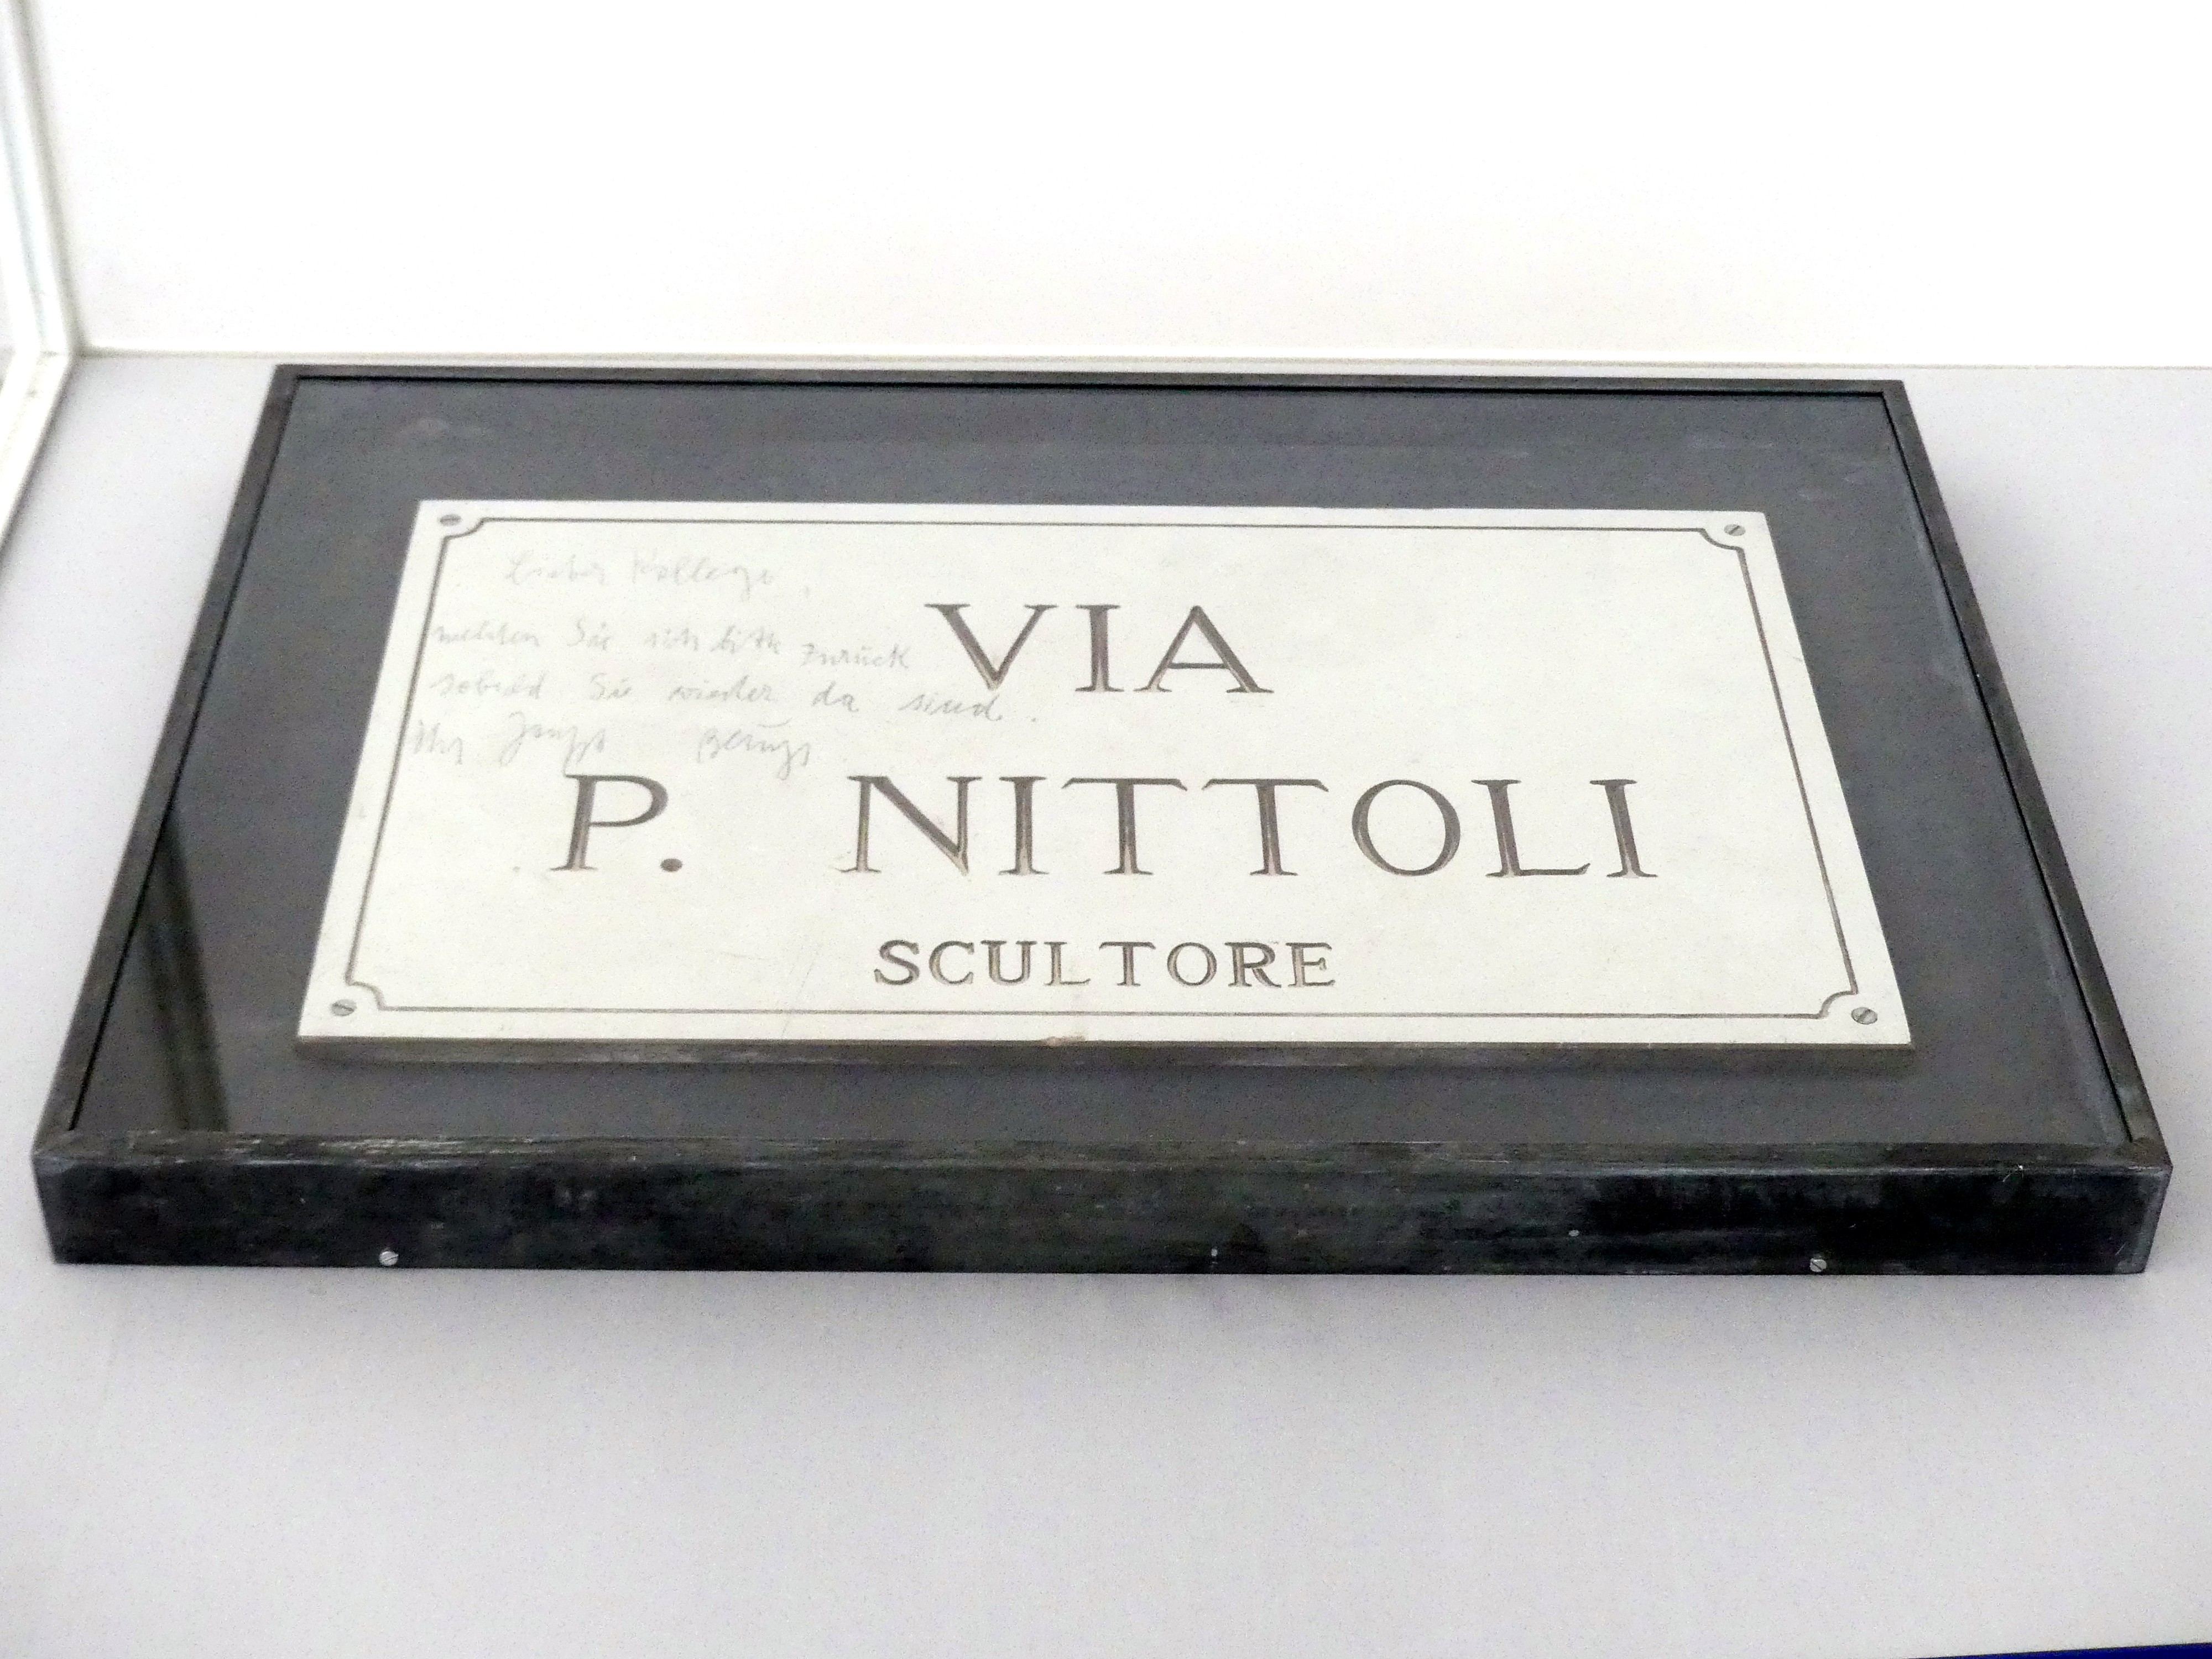 Lieber Kollege,
melden Sie sich bitte zurück
sobald Sie wieder da sind.
Ihr Joseph Beuys
VIA
P. NITTOLI
SCULTORE